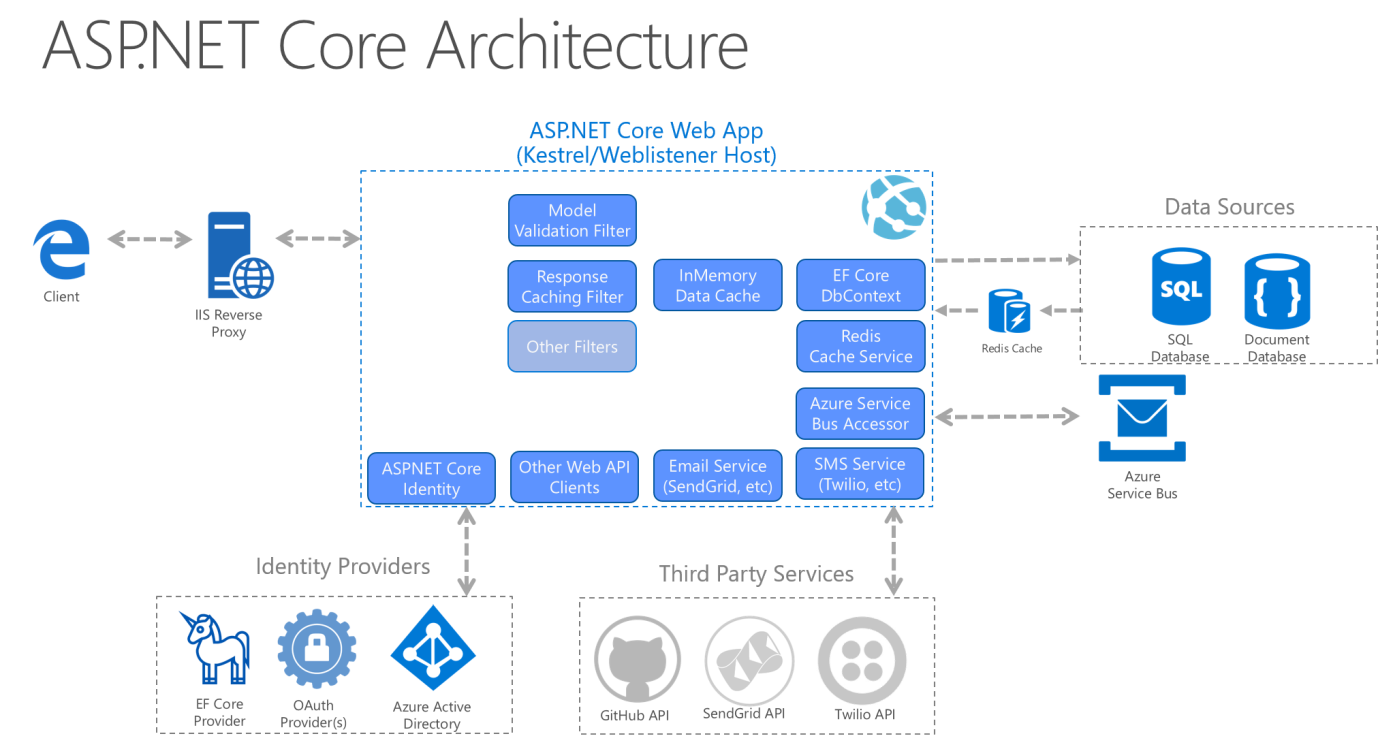 ASP.NET Core Architecture
ASP.NET Core Web App
(Kestrel/Weblistener Host)
Client
IIS Reverse
Proxy
Model
Validation Filter
Response
Caching Filter
Other Filters
InMemory
Data Cache
EF Core
DbContext
Redis
Cache Service
Azure Service
Bus Accessor
ASPNET Core
Identity
Other Web API
Clients
Email Service
(SendGrid, etc)
SMS Service
(Twilio, etc)
Redis Cache
Data Sources
SQL
SQL
Database
{ }
Document
Database
Azure
Service Bus
Identity Providers
EF Core
Provider
OAuth
Provider(s)
Azure Active
Directory
Third Party Services
GitHub API
SendGrid API
Twilio API